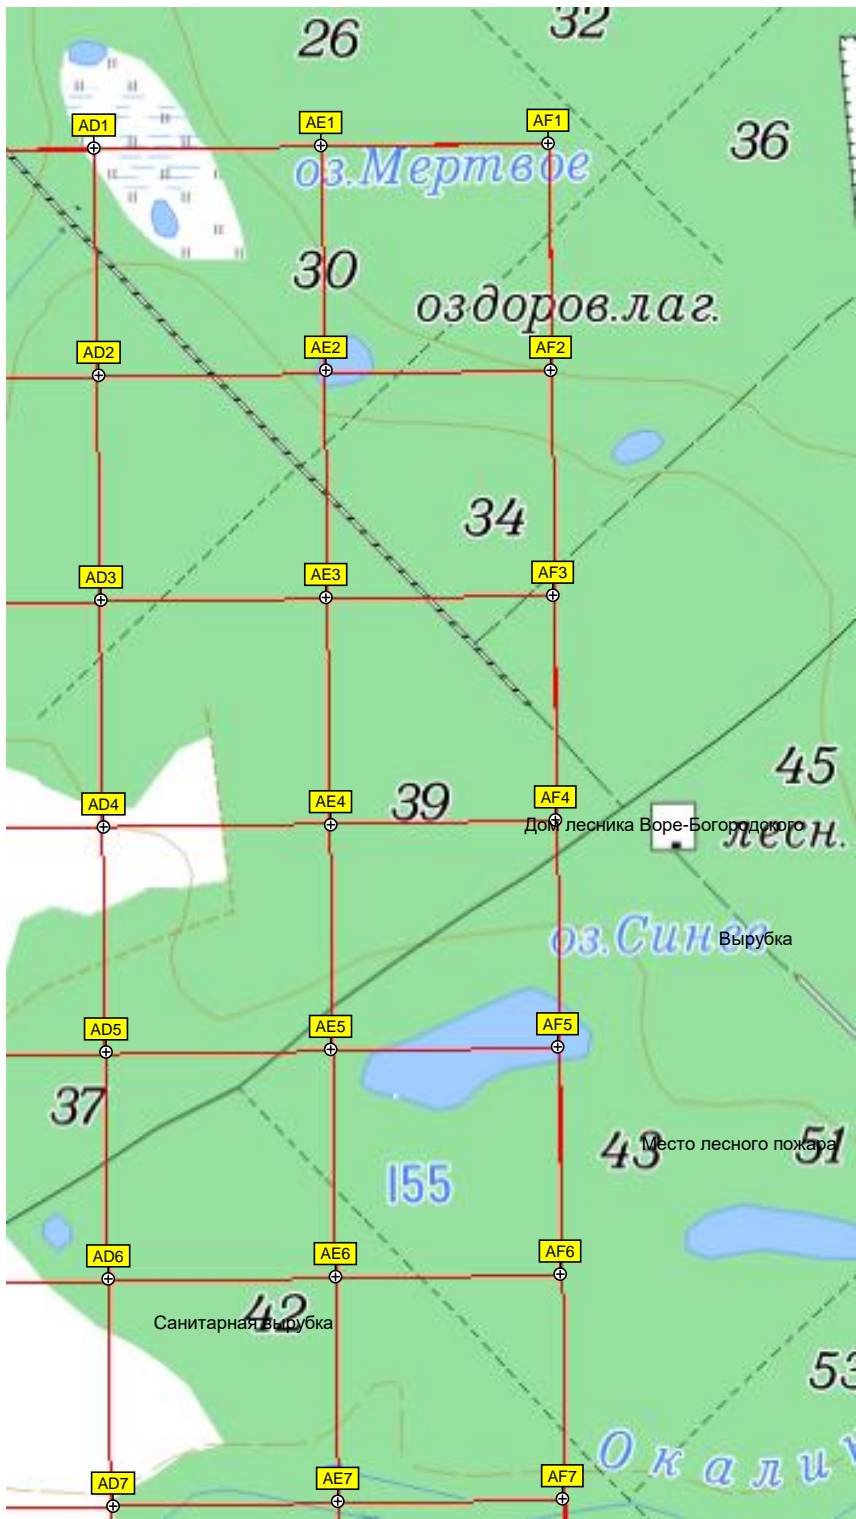 26
32
AD1
AE1
AF1
36
оз.Мертвое
30
оздоров.лаг.
AD2
AE2
AF2
34
AD3
AE3
AF3
45
AD4
AE4
39
AF4
Дом лесника Воре-Богородского
лесн.
оз.Синее
Вырубка
AD5
AE5
AF5
37
43
Место лесного пожара
51
155
AD6
AE6
AF6
42
Санитарная вырубка
53
Окали
AD7
AE7
AF7